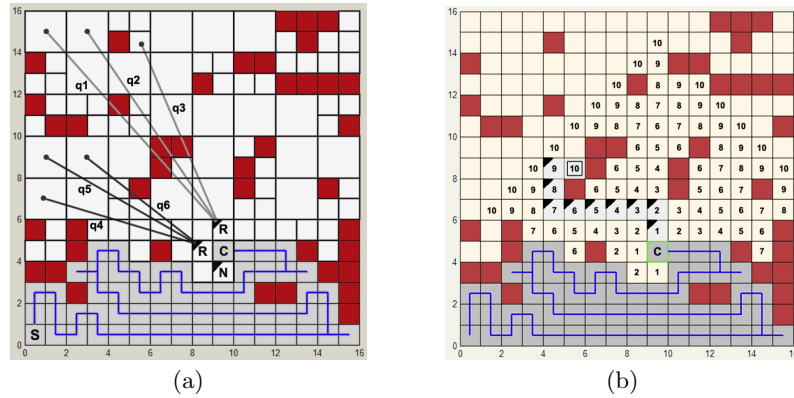 16
14
12
10
8
6
4
2
0
q1
q2
q3
q5
q6
q4
R
R
C
N
S
0 2 4 6 8 10 12 14 16
(a)
16
14
12
10
8
6
4
2
0
10
10 9
10 8 9 10
10 9 8 7 8 9 10
10 9 8 7 6 7 8 9 10
10 6 5 6 7 8 9 10
10 9 10 6 5 4 6 7 8 9 10
10 9 8 6 5 4 3 5 6 7 8 9
10 9 8 7 6 5 4 3 2 3 4 5 6 7 8
7 6 5 4 3 2 1 2 3 4 5 6
6 2 1 C 7
2 1
0 2 4 6 8 10 12 14 16
(b)